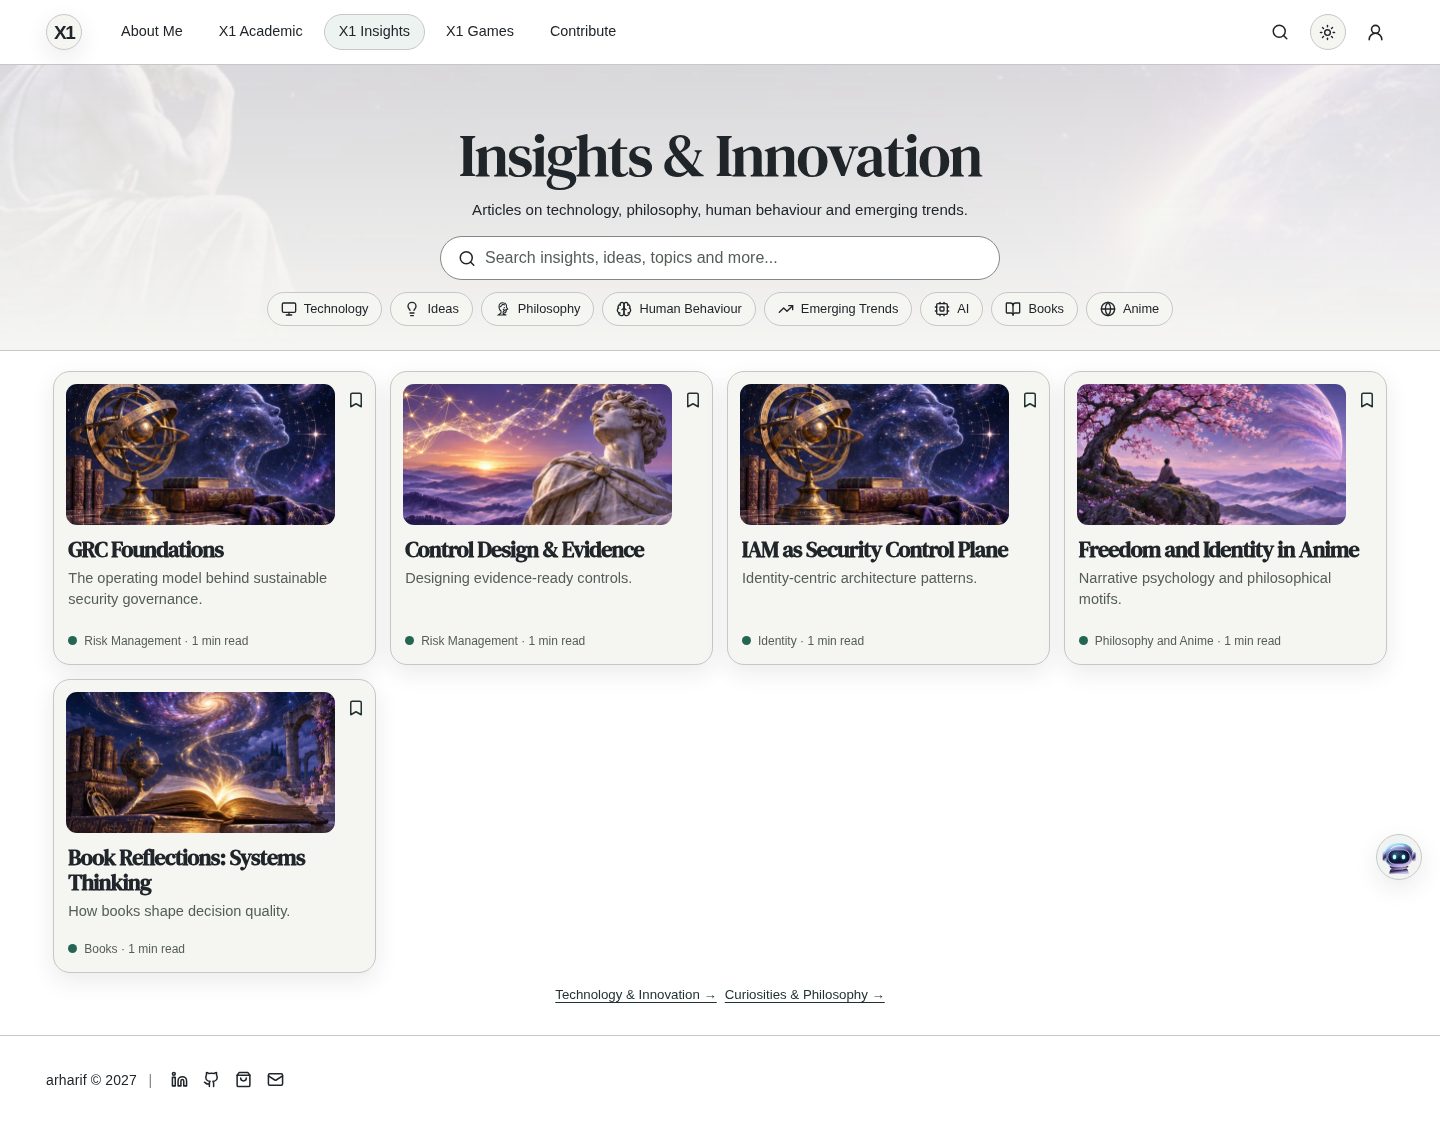 X1
About Me
X1 Academic
X1 Insights
X1 Games
Contribute
Insights & Innovation
Articles on technology, philosophy, human behaviour and emerging trends.
Search insights, ideas, topics and more...
Technology
Ideas
Philosophy
Human Behaviour
Emerging Trends
AI
Books
Anime
GRC Foundations
The operating model behind sustainable
security governance.
Risk Management · 1 min read
Control Design & Evidence
Designing evidence-ready controls.
Risk Management · 1 min read
IAM as Security Control Plane
Identity-centric architecture patterns.
Identity · 1 min read
Freedom and Identity in Anime
Narrative psychology and philosophical
motifs.
Philosophy and Anime · 1 min read
Book Reflections: Systems
Thinking
How books shape decision quality.
Books · 1 min read
Technology & Innovation → Curiosities & Philosophy →
arharif © 2027 |